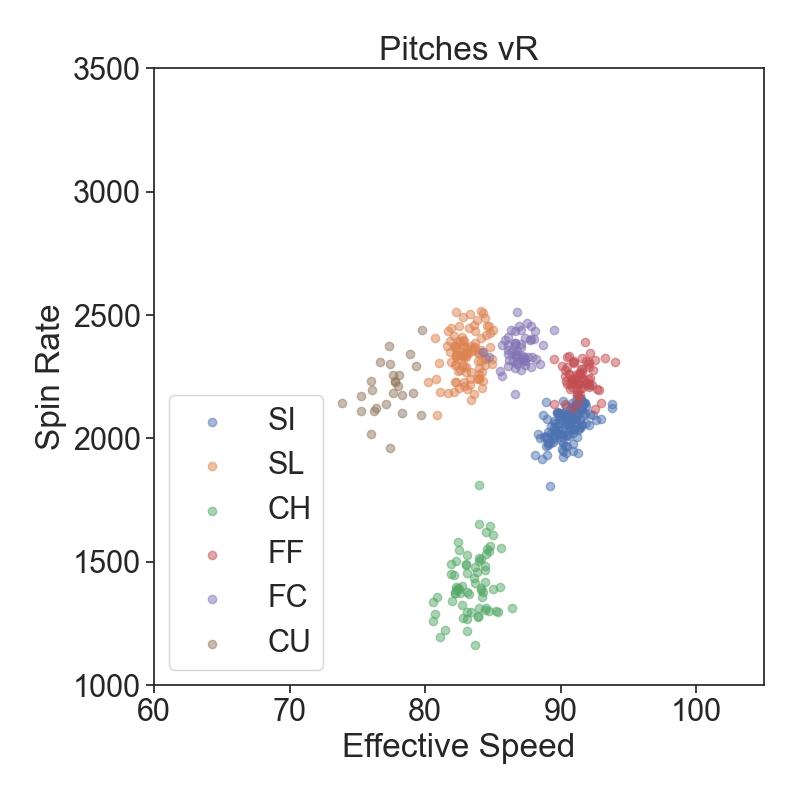 Pitches vR
3500
3000
2500
2000
1500
1000
Spin Rate
SI
SL
CH
FF
FC
CU
60 70 80 90 100
Effective Speed